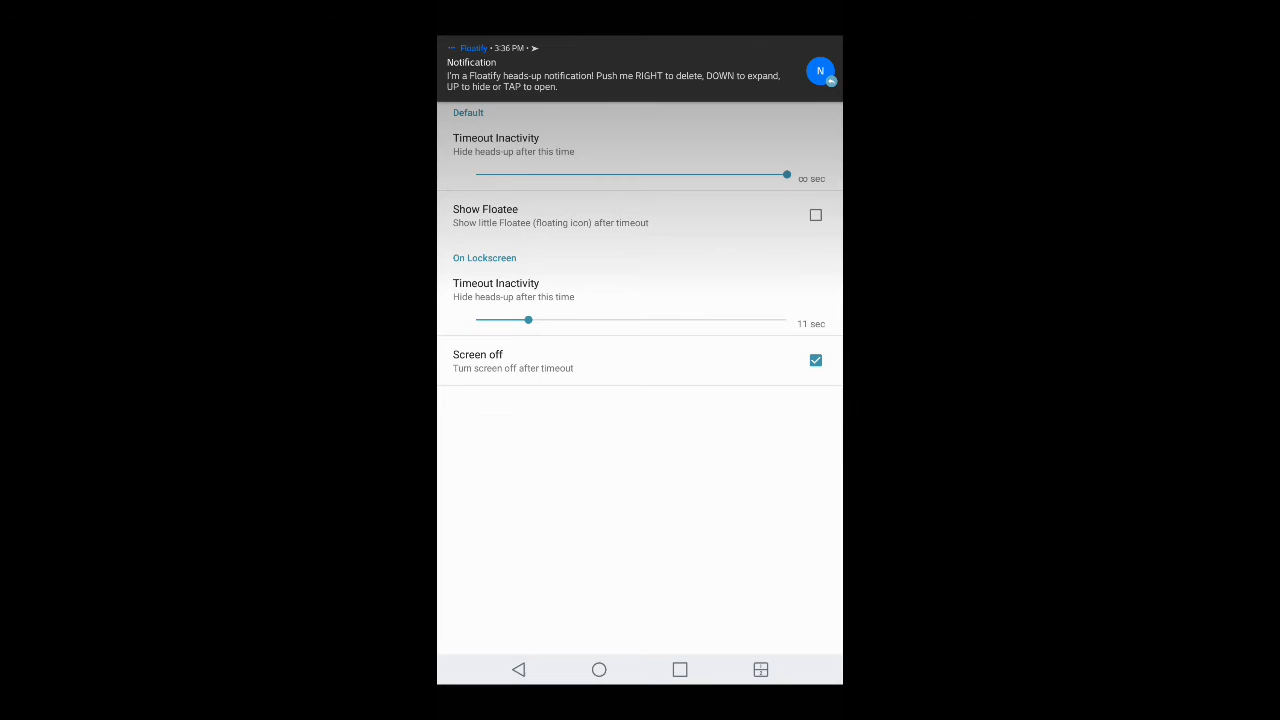 Floatify • 3:36 PM •
Notification
I'm a Floatify heads-up notification! Push me RIGHT to delete, DOWN to expand,
UP to hide or TAP to open.
N
Default
Timeout Inactivity
Hide heads-up after this time
∞ sec
Show Floatee
Show little Floatee (floating icon) after timeout
On Lockscreen
Timeout Inactivity
Hide heads-up after this time
11 sec
Screen off
Turn screen off after timeout